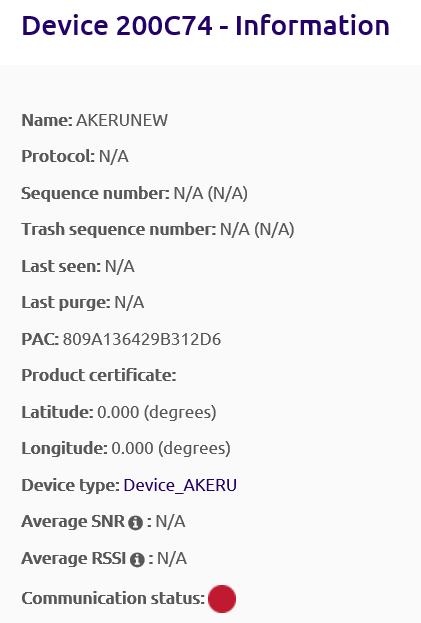 Device 200C74 - Information
Name: AKERUNEW
Protocol: N/A
Sequence number: N/A (N/A)
Trash sequence number: N/A (N/A)
Last seen: N/A
Last purge: N/A
PAC: 809A136429B312D6
Product certificate:
Latitude: 0.000 (degrees)
Longitude: 0.000 (degrees)
Device type: Device_AKERU
Average SNR i : N/A
Average RSSI i : N/A
Communication status: